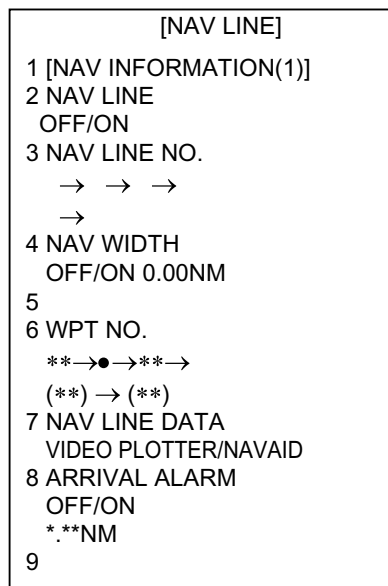 [NAV LINE]
1 [NAV INFORMATION(1)]
2 NAV LINE
OFF/ON
3 NAV LINE NO.
→ → →
→
4 NAV WIDTH
OFF/ON 0.00NM
5
6 WPT NO.
**→●→**→
(**) → (**)
7 NAV LINE DATA
VIDEO PLOTTER/NAVAID
8 ARRIVAL ALARM
OFF/ON
*.**NM
9